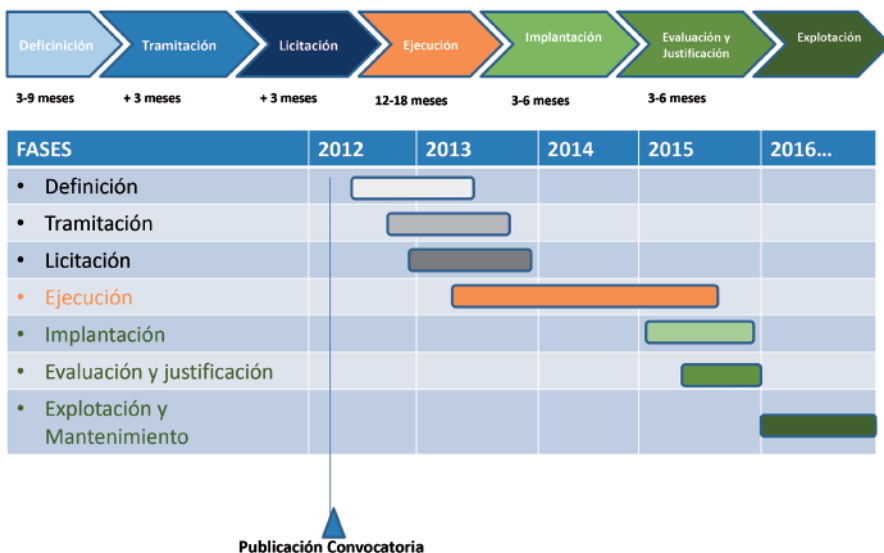 Deficinición
Tramitación
Licitación
Ejecución
Implantación
Evaluación y
Justificación
Explotación
3-9 meses
+ 3 meses
+ 3 meses
12-18 meses
3-6 meses
3-6 meses
FASES 2012 2013 2014 2015 2016...
• Definición
• Tramitación
• Licitación
• Ejecución
• Implantación
• Evaluación y justificación
• Explotación y
Mantenimiento
Publicación Convocatoria